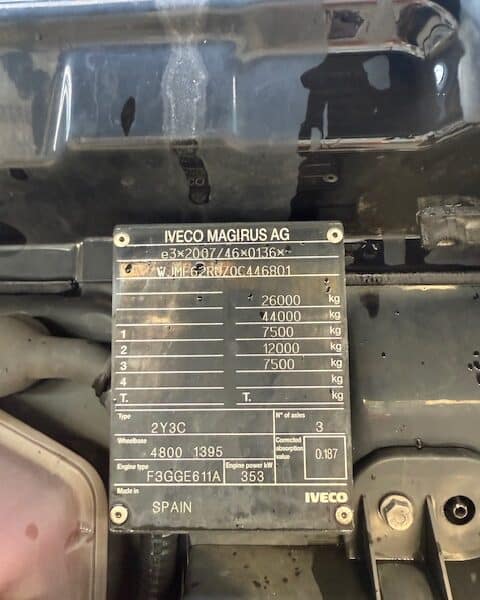 IVECO MAGIRUS AG
e3*2007/46*0136*
26000 kg
44000 kg
1 7500 kg
2 12000 kg
3 7500 kg
4 kg
T. T. kg
Type 2Y3C N° of axles 3
Wheelbase 4800 1395 Corrected absorption value 0.187
Engine type F3GGE611A Engine power kW 353
Made in SPAIN IVECO